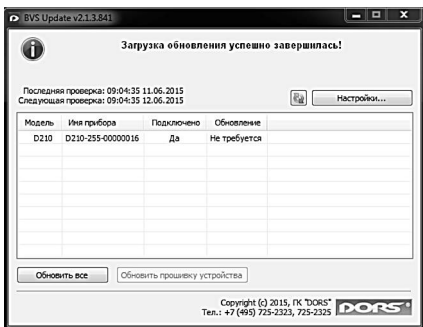 BVS Update v2.1.3.841
Загрузка обновления успешно завершилась!
Последняя проверка: 09:04:35 11.06.2015
Следующая проверка: 09:04:35 12.06.2015
Настройки...
Модель Имя прибора Подключено Обновление
D210 D210-255-00000016 Да Не требуется
Обновить все Обновить прошивку устройства
Copyright (c) 2015, ГК "DORS"
Тел.: +7 (495) 725-2323, 725-2325
DORS